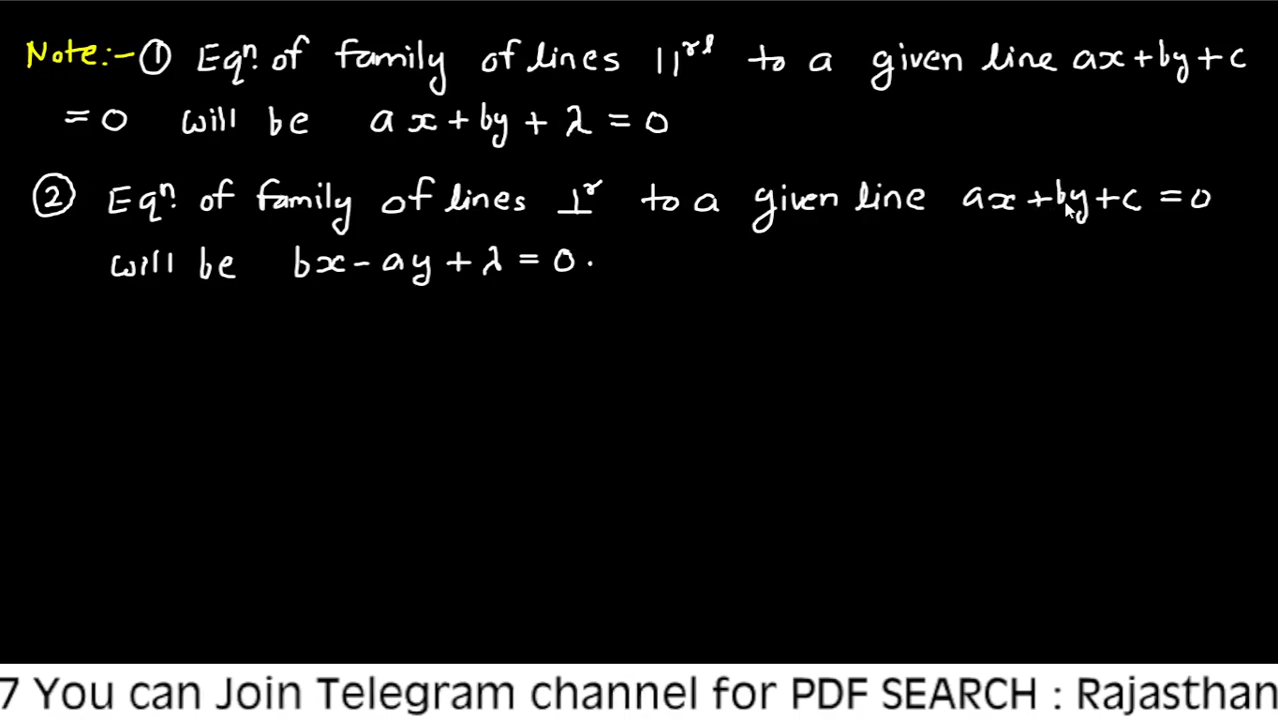 Note:- ① Eqⁿ. of family of lines ||ʳˡ to a given line ax+by+c
=0 will be ax+by+λ=0
② Eqⁿ. of family of lines ⊥ʳ to a given line ax+by+c=0
will be bx-ay+λ=0.
7 You can Join Telegram channel for PDF SEARCH : Rajasthan